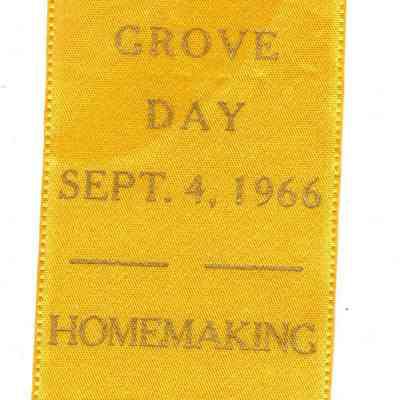 GROVE
DAY
SEPT. 4, 1966
HOMEMAKING